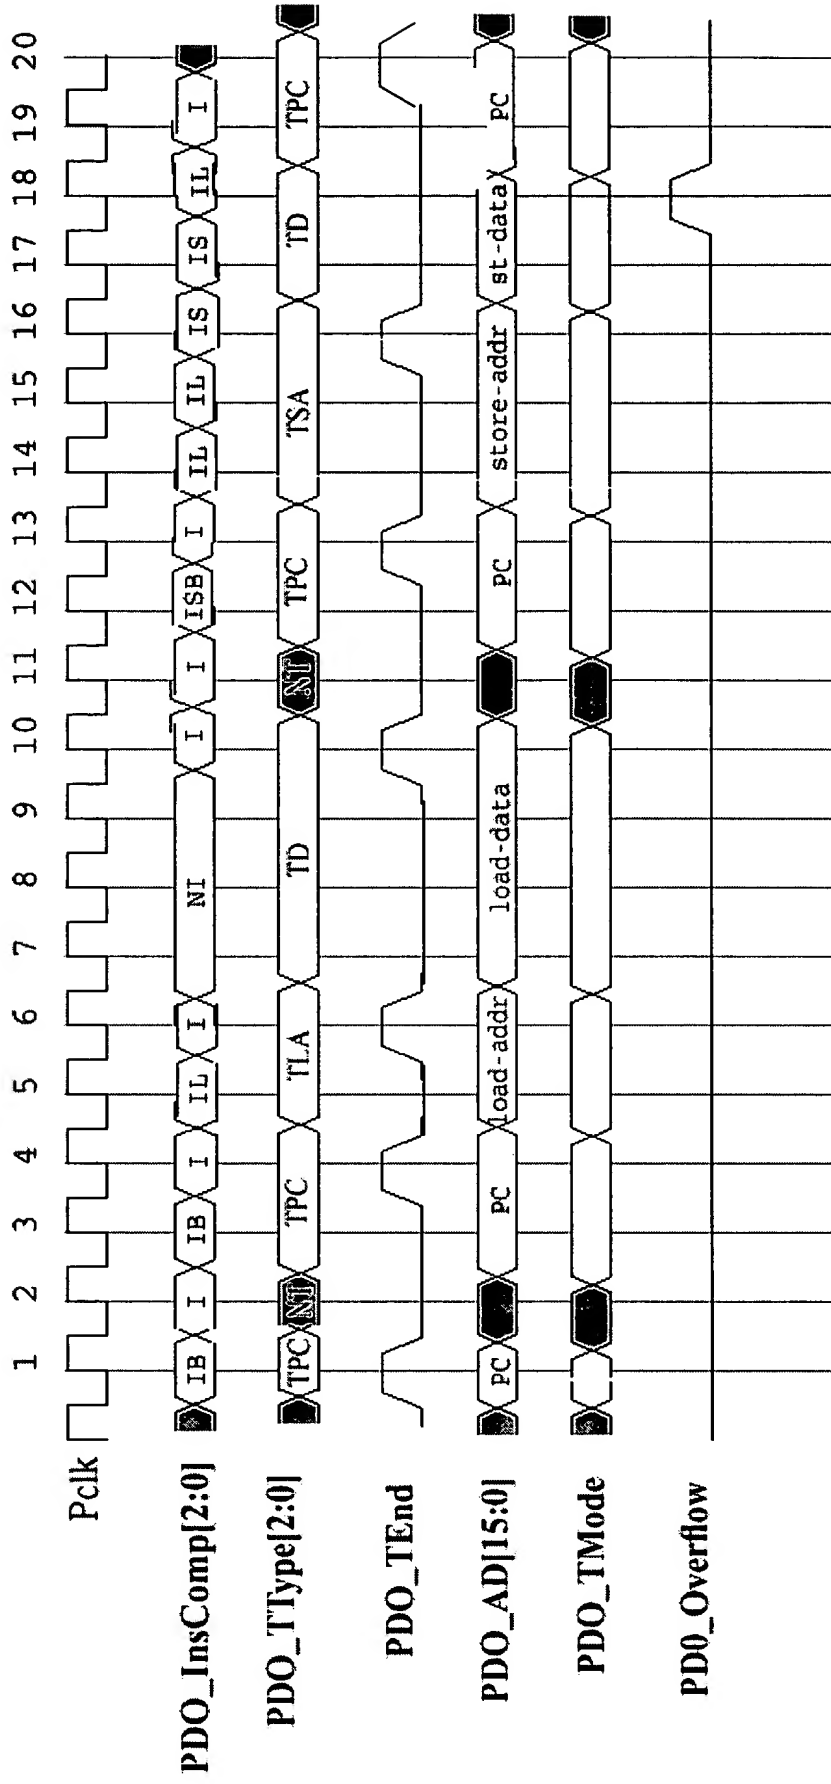 1 2 3 4 5 6 7 8 9 10 11 12 13 14 15 16 17 18 19 20
Pclk
PDO_InsComp[2:0] IB I IB I IL I NI I I ISB I IL IL IS IS IL I
PDO_TType[2:0] TPC NT TPC TLA TD NT TPC TSA TD TPC
PDO_TEnd
PDO_AD[15:0] PC PC load-addr load-data PC store-addr st-data PC
PDO_TMode
PD0_Overflow